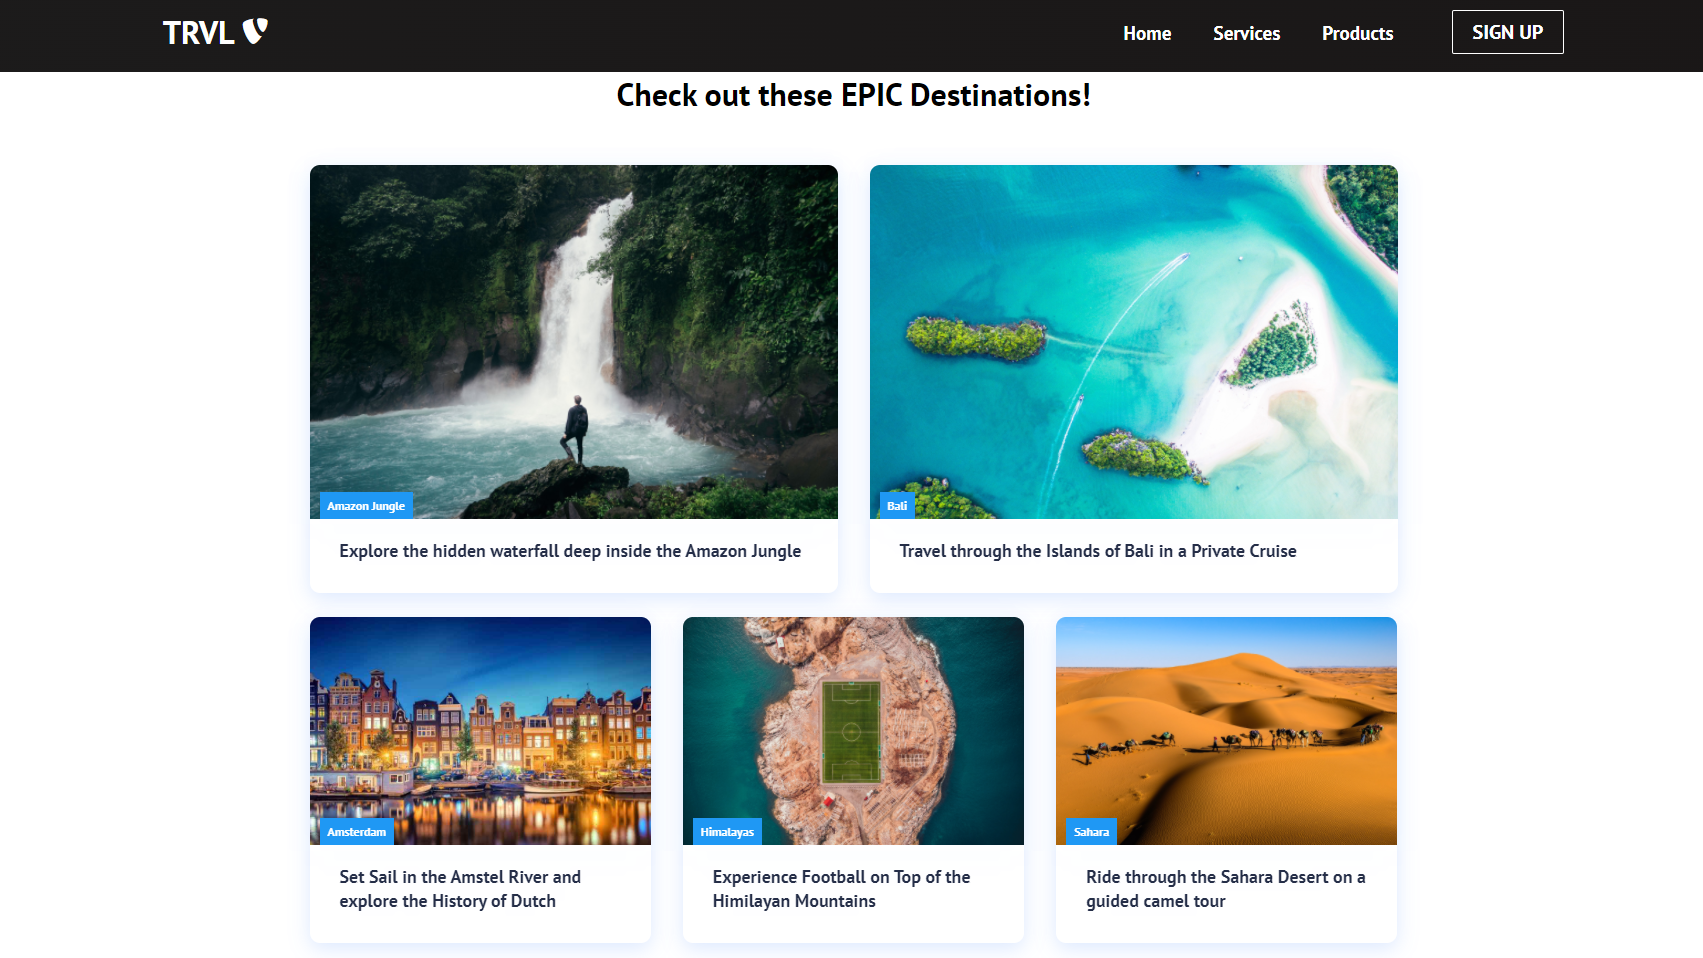 TRVL
Home
Services
Products
SIGN UP
Check out these EPIC Destinations!
Amazon Jungle
Explore the hidden waterfall deep inside the Amazon Jungle
Bali
Travel through the Islands of Bali in a Private Cruise
Amsterdam
Set Sail in the Amstel River and
explore the History of Dutch
Himalayas
Experience Football on Top of the
Himilayan Mountains
Sahara
Ride through the Sahara Desert on a
guided camel tour